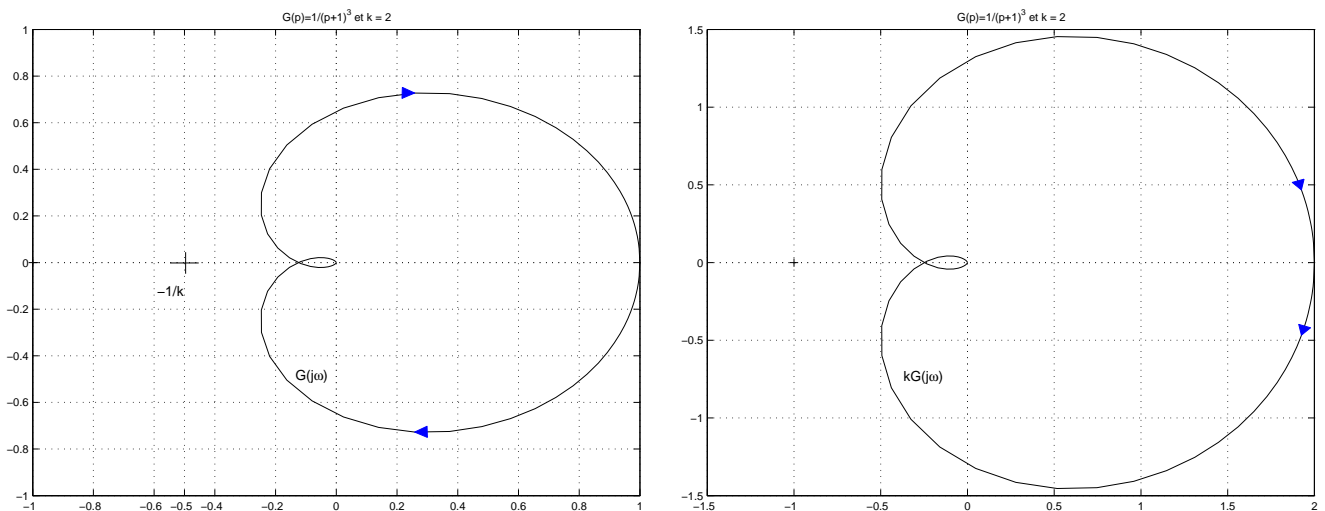 G(p)=1/(p+1)^3 et k = 2
1
0.8
0.6
0.4
0.2
0
−0.2
−0.4
−0.6
−0.8
−1
−1/k
G(jω)
−1 −0.8 −0.6 −0.5 −0.4 −0.2 0 0.2 0.4 0.6 0.8 1
G(p)=1/(p+1)^3 et k = 2
1.5
1
0.5
0
−0.5
−1
−1.5
kG(jω)
−1.5 −1 −0.5 0 0.5 1 1.5 2